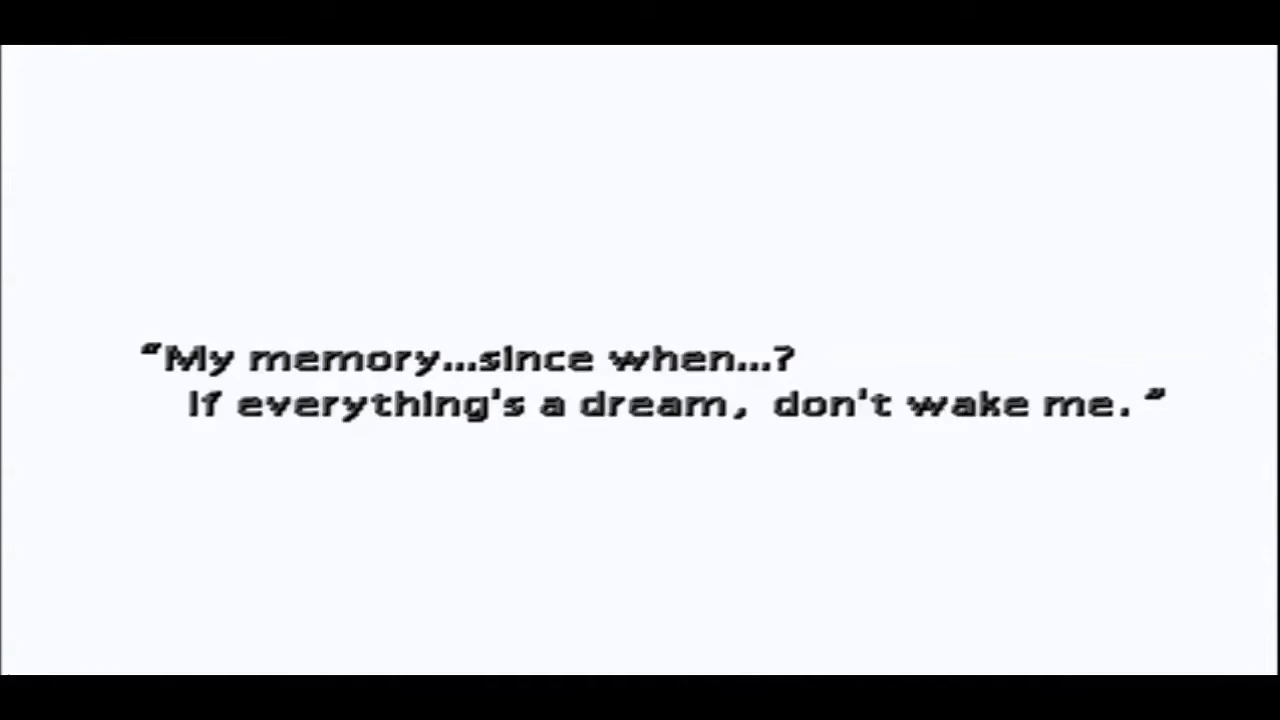 “My memory...since when...?
If everything's a dream, don't wake me.”